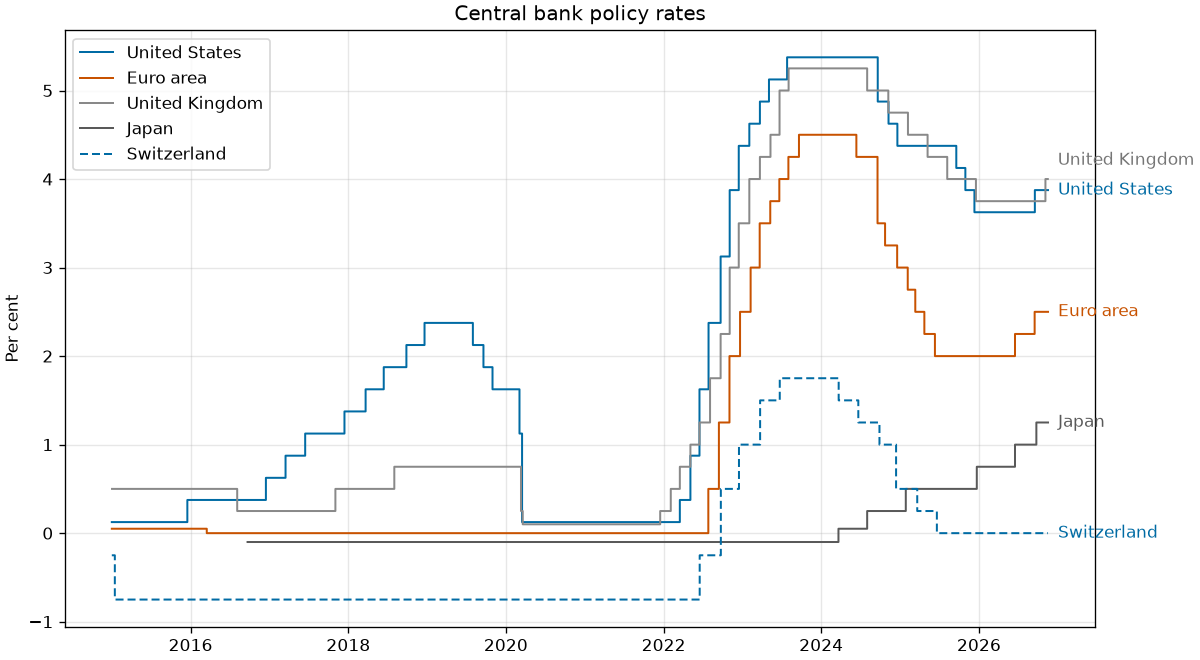 Central bank policy rates
United States
Euro area
United Kingdom
Japan
Switzerland
Per cent
5
4
3
2
1
0
−1
2016
2018
2020
2022
2024
2026
United Kingdom
United States
Euro area
Japan
Switzerland